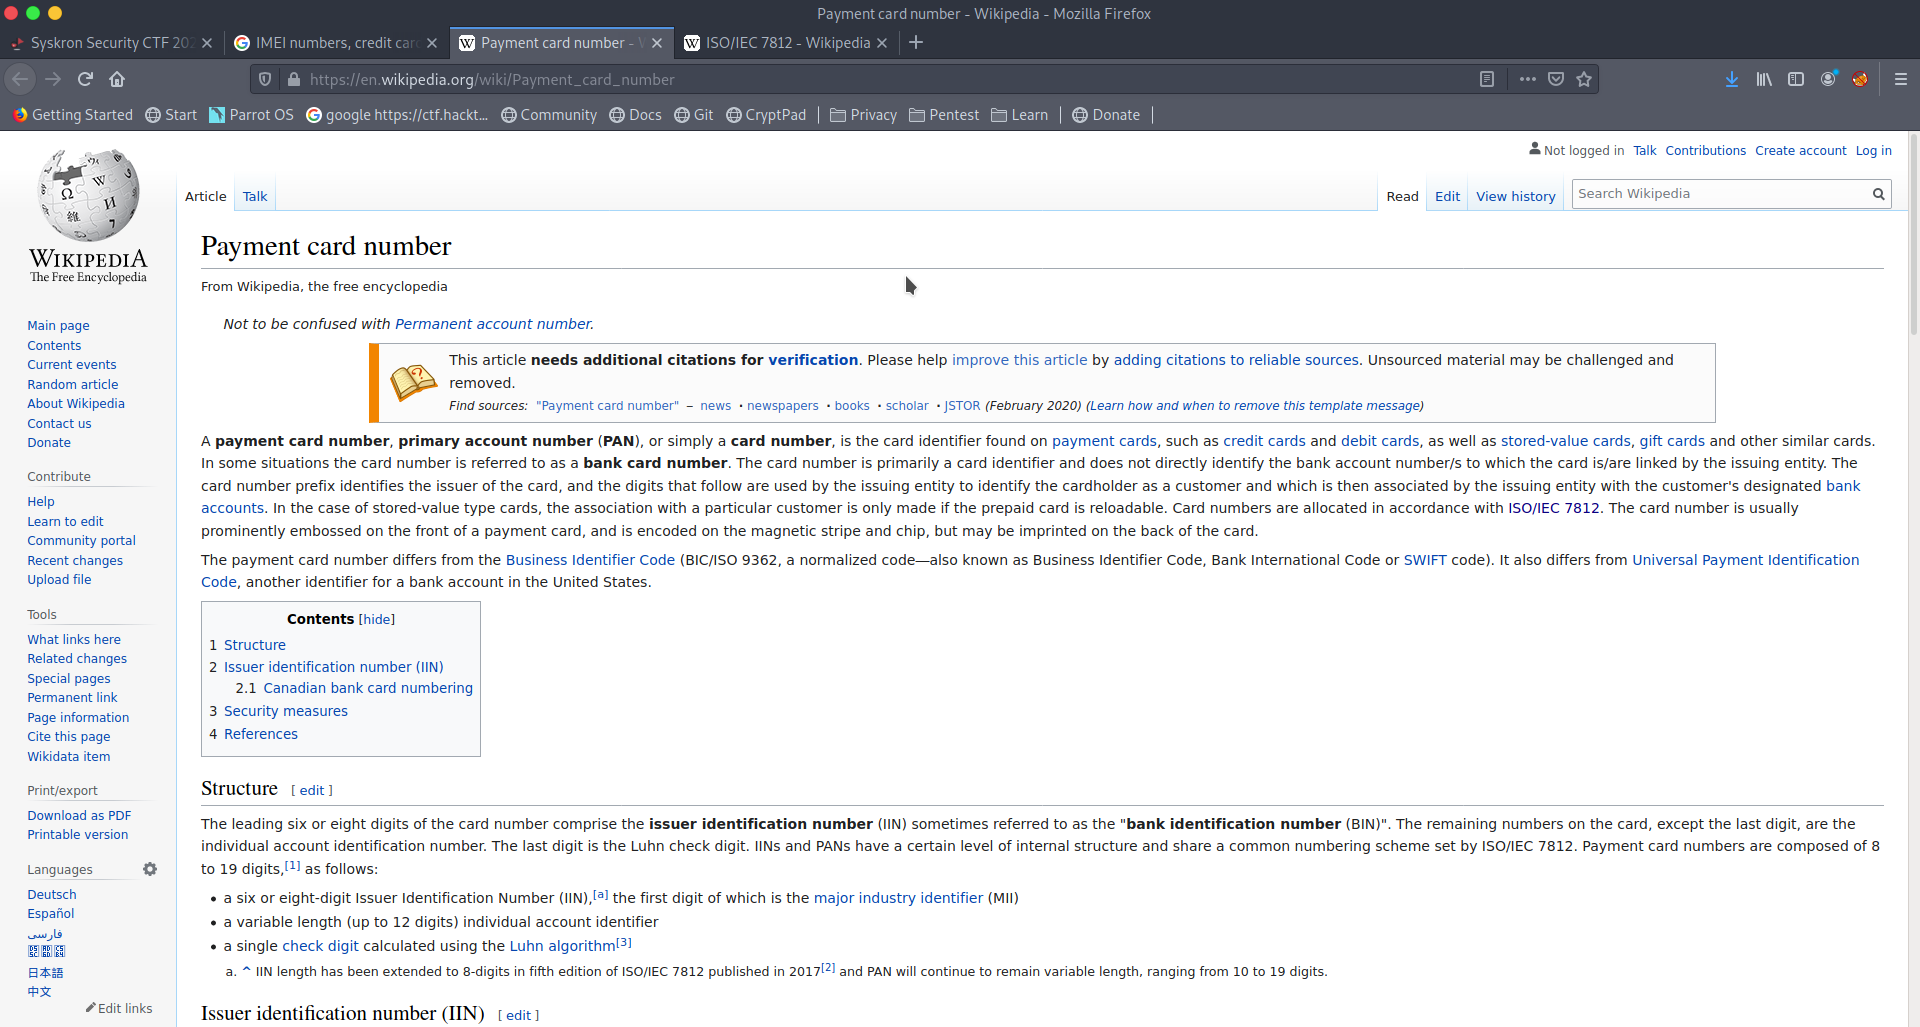 Payment card number - Wikipedia - Mozilla Firefox
Syskron Security CTF 202
IMEI numbers, credit car
Payment card number - W
ISO/IEC 7812 - Wikipedia
https://en.wikipedia.org/wiki/Payment_card_number
Getting Started Start Parrot OS google https://ctf.hackt... Community Docs Git CryptPad Privacy Pentest Learn Donate
Not logged in Talk Contributions Create account Log in
Article Talk Read Edit View history Search Wikipedia
WIKIPEDIA
The Free Encyclopedia
Main page
Contents
Current events
Random article
About Wikipedia
Contact us
Donate
Contribute
Help
Learn to edit
Community portal
Recent changes
Upload file
Tools
What links here
Related changes
Special pages
Permanent link
Page information
Cite this page
Wikidata item
Print/export
Download as PDF
Printable version
Languages
Deutsch
Español
فارسی
日本語
中文
Edit links
Payment card number
From Wikipedia, the free encyclopedia
Not to be confused with Permanent account number.
This article needs additional citations for verification. Please help improve this article by adding citations to reliable sources. Unsourced material may be challenged and
removed.
Find sources: "Payment card number" – news · newspapers · books · scholar · JSTOR (February 2020) (Learn how and when to remove this template message)
A payment card number, primary account number (PAN), or simply a card number, is the card identifier found on payment cards, such as credit cards and debit cards, as well as stored-value cards, gift cards and other similar cards.
In some situations the card number is referred to as a bank card number. The card number is primarily a card identifier and does not directly identify the bank account number/s to which the card is/are linked by the issuing entity. The
card number prefix identifies the issuer of the card, and the digits that follow are used by the issuing entity to identify the cardholder as a customer and which is then associated by the issuing entity with the customer's designated bank
accounts. In the case of stored-value type cards, the association with a particular customer is only made if the prepaid card is reloadable. Card numbers are allocated in accordance with ISO/IEC 7812. The card number is usually
prominently embossed on the front of a payment card, and is encoded on the magnetic stripe and chip, but may be imprinted on the back of the card.
The payment card number differs from the Business Identifier Code (BIC/ISO 9362, a normalized code—also known as Business Identifier Code, Bank International Code or SWIFT code). It also differs from Universal Payment Identification
Code, another identifier for a bank account in the United States.
Contents [hide]
1 Structure
2 Issuer identification number (IIN)
2.1 Canadian bank card numbering
3 Security measures
4 References
Structure [ edit ]
The leading six or eight digits of the card number comprise the issuer identification number (IIN) sometimes referred to as the "bank identification number (BIN)". The remaining numbers on the card, except the last digit, are the
individual account identification number. The last digit is the Luhn check digit. IINs and PANs have a certain level of internal structure and share a common numbering scheme set by ISO/IEC 7812. Payment card numbers are composed of 8
to 19 digits,[1] as follows:
• a six or eight-digit Issuer Identification Number (IIN),[a] the first digit of which is the major industry identifier (MII)
• a variable length (up to 12 digits) individual account identifier
• a single check digit calculated using the Luhn algorithm[3]
a. ^ IIN length has been extended to 8-digits in fifth edition of ISO/IEC 7812 published in 2017[2] and PAN will continue to remain variable length, ranging from 10 to 19 digits.
Issuer identification number (IIN) [ edit ]